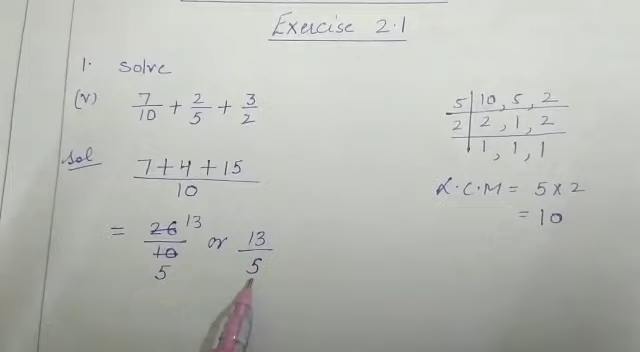 Exercise 2.1
1. Solve
(v) 7/10 + 2/5 + 3/2
Sol 7+4+15/10
= 26/10 13/5 or 13/5
5 | 10, 5, 2
2 | 2, 1, 2
| 1, 1, 1
L.C.M = 5 x 2
= 10